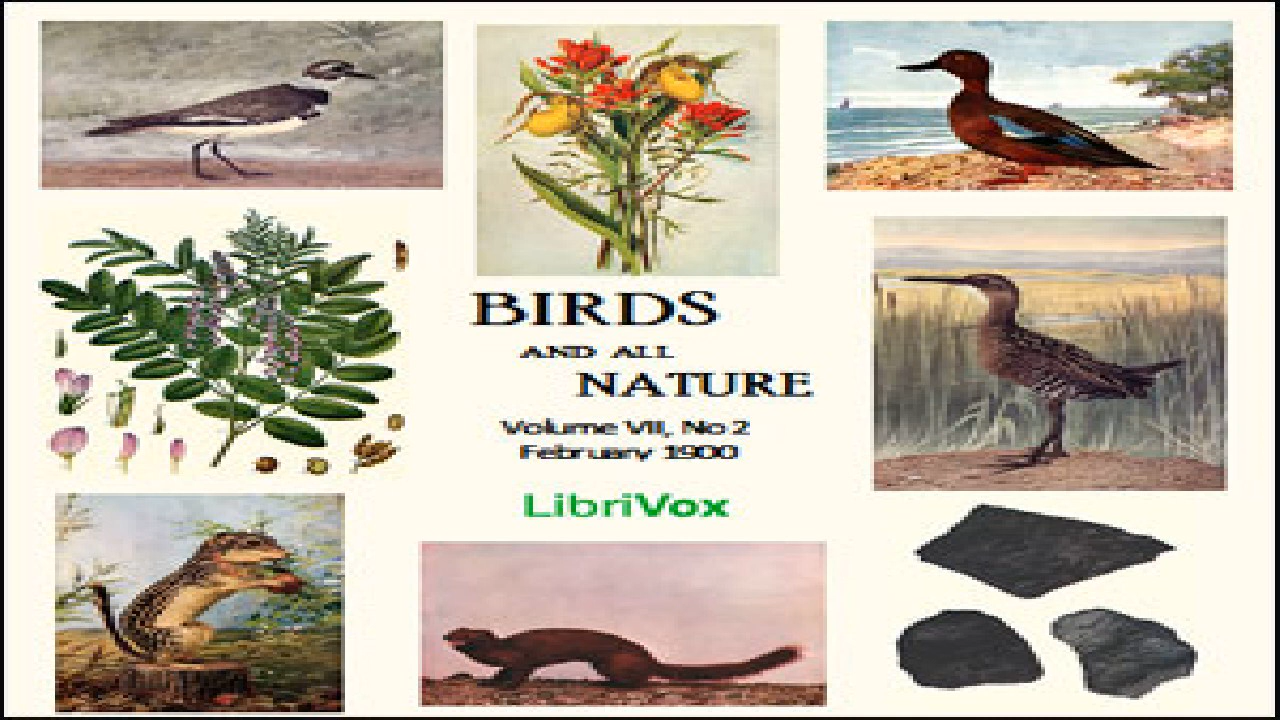 BIRDS
AND ALL
NATURE
Volume VII, No 2
February 1900
LibriVox